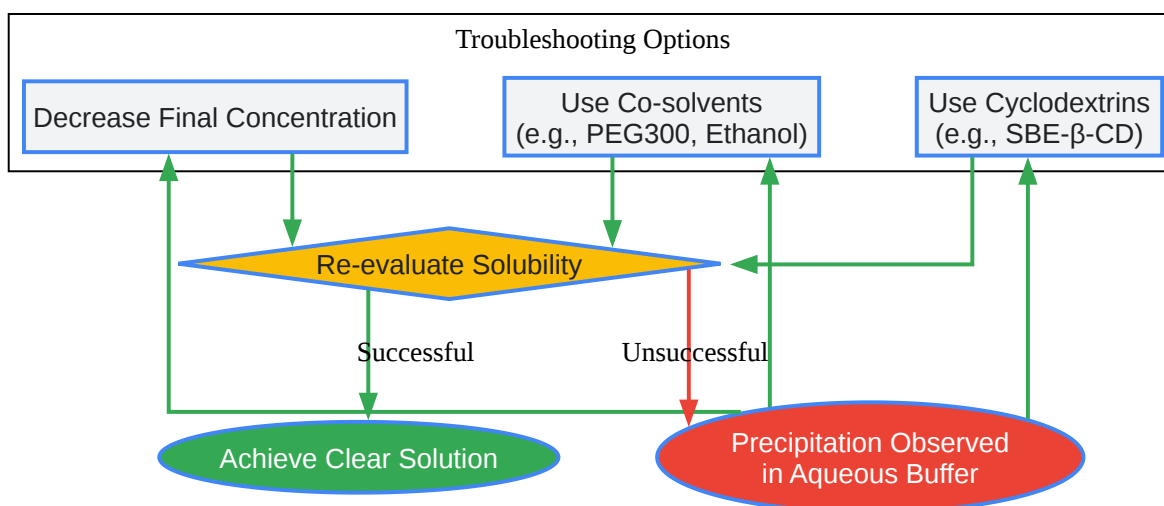 Troubleshooting Options
Decrease Final Concentration
Use Co-solvents
(e.g., PEG300, Ethanol)
Use Cyclodextrins
(e.g., SBE-β-CD)
Re-evaluate Solubility
Successful
Unsuccessful
Achieve Clear Solution
Precipitation Observed
in Aqueous Buffer